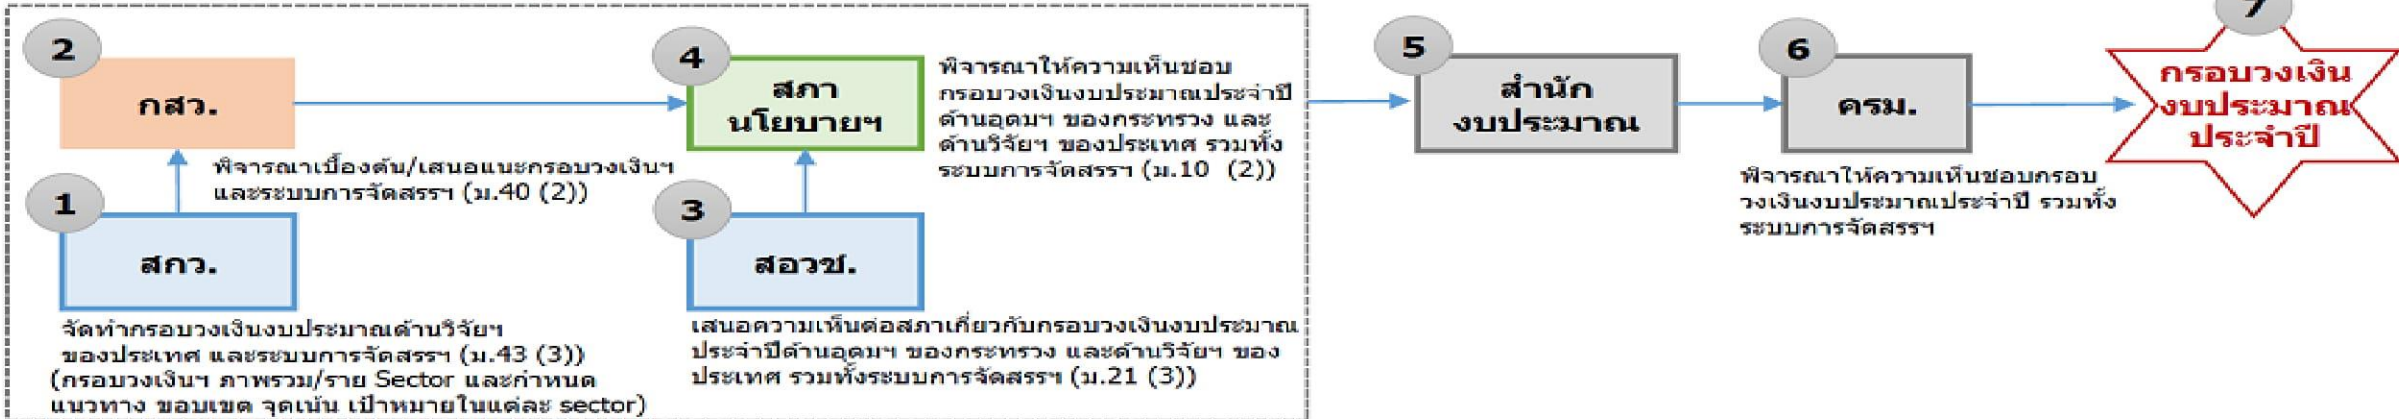 2
กสว.
พิจารณาเบื้องต้น/เสนอแนะกรอบวงเงินฯ
และระบบการจัดสรรฯ (ม.40 (2))
1
สกว.
จัดทำกรอบวงเงินงบประมาณด้านวิจัยฯ
ของประเทศ และระบบการจัดสรรฯ (ม.43 (3))
(กรอบวงเงินฯ ภาพรวม/ราย Sector และกำหนด
แนวทาง ขอบเขต จุดเน้น เป้าหมายในแต่ละ sector)
4
สภา
นโยบายฯ
พิจารณาให้ความเห็นชอบ
กรอบวงเงินงบประมาณประจำปี
ด้านอุดมฯ ของกระทรวง และ
ด้านวิจัยฯ ของประเทศ รวมทั้ง
ระบบการจัดสรรฯ (ม.10 (2))
3
สอวช.
เสนอความเห็นต่อสภาเกี่ยวกับกรอบวงเงินงบประมาณ
ประจำปีด้านอุดมฯ ของกระทรวง และด้านวิจัยฯ ของ
ประเทศ รวมทั้งระบบการจัดสรรฯ (ม.21 (3))
5
สำนัก
งบประมาณ
6
ครม.
พิจารณาให้ความเห็นชอบกรอบ
วงเงินงบประมาณประจำปี รวมทั้ง
ระบบการจัดสรรฯ
7
กรอบวงเงิน
งบประมาณ
ประจำปี